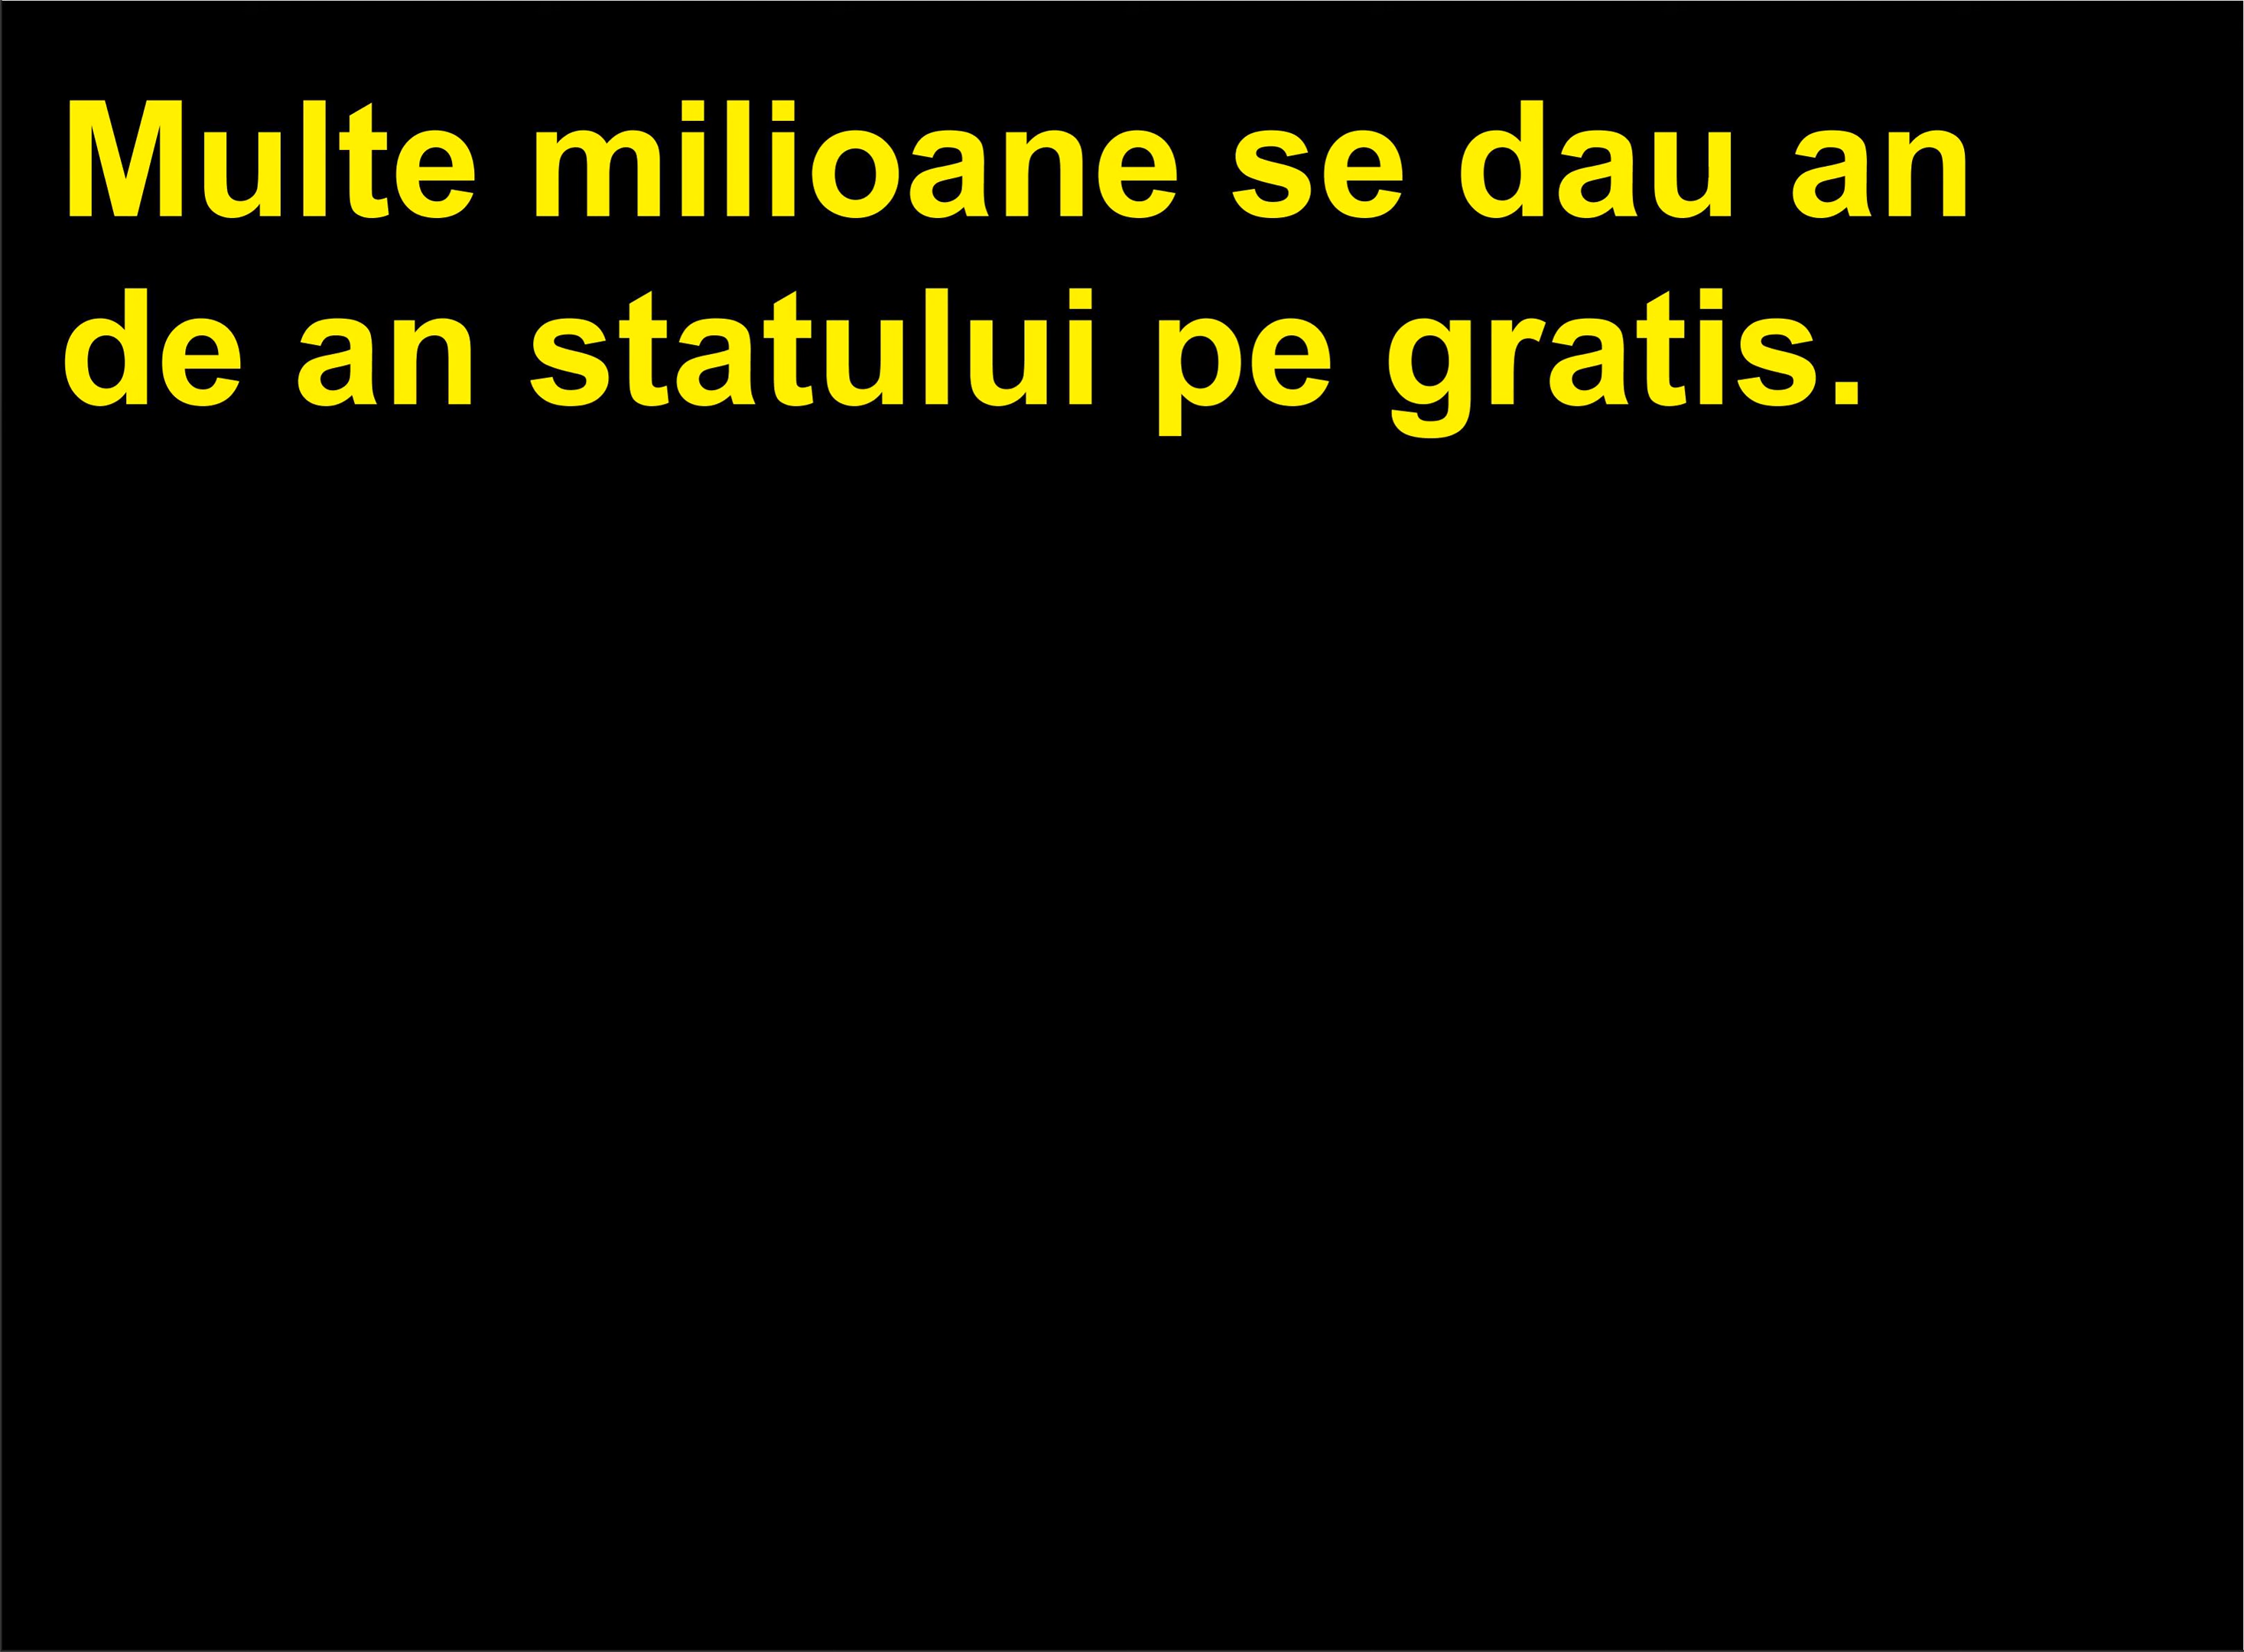 Multe milioane se dau an
de an statului pe gratis.